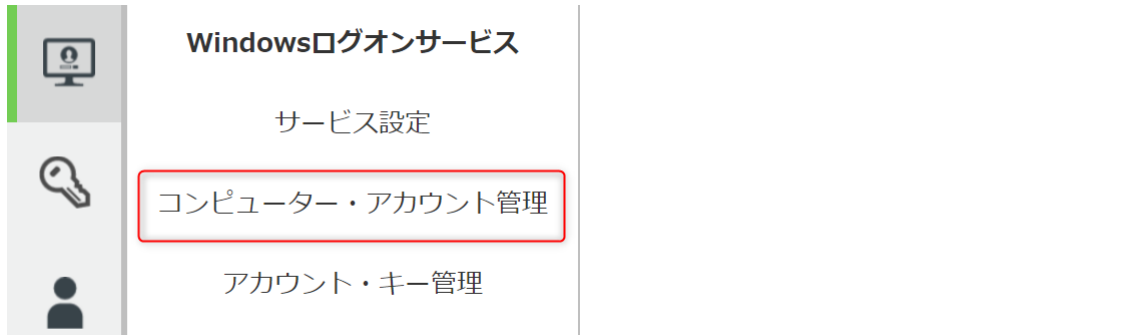 Windowsログオンサービス
サービス設定
コンピューター・アカウント管理
アカウント・キー管理